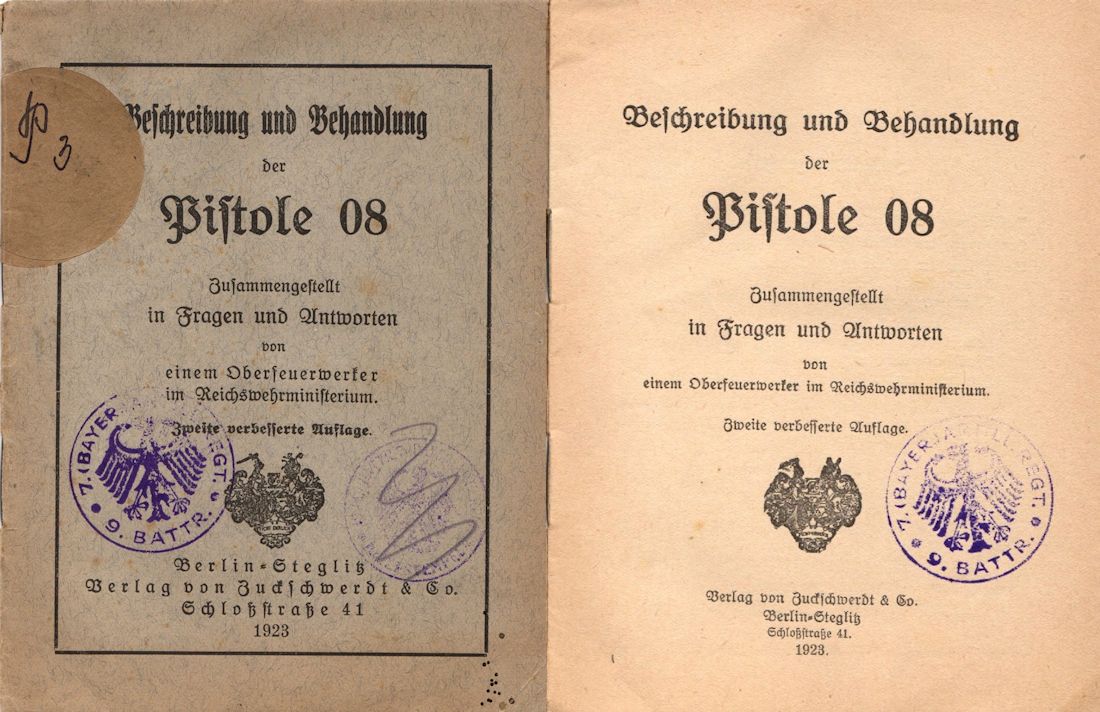 P 3
Beschreibung und Behandlung
der
Pistole 08
Zusammengestellt
in Fragen und Antworten
von
einem Oberfeuerwerker
im Reichswehrministerium.
Zweite verbesserte Auflage.
7. (BAYER. REGT.
9. BATTR.
Berlin=Steglitz
Verlag von Zuckschwerdt & Co.
Schloßstraße 41
1923
Beschreibung und Behandlung
der
Pistole 08
Zusammengestellt
in Fragen und Antworten
von
einem Oberfeuerwerker im Reichswehrministerium.
Zweite verbesserte Auflage.
7. (BAYER.) ARTILL. REGT.
9. BATTR.
Verlag von Zuckschwerdt & Co.
Berlin=Steglitz
Schloßstraße 41.
1923.